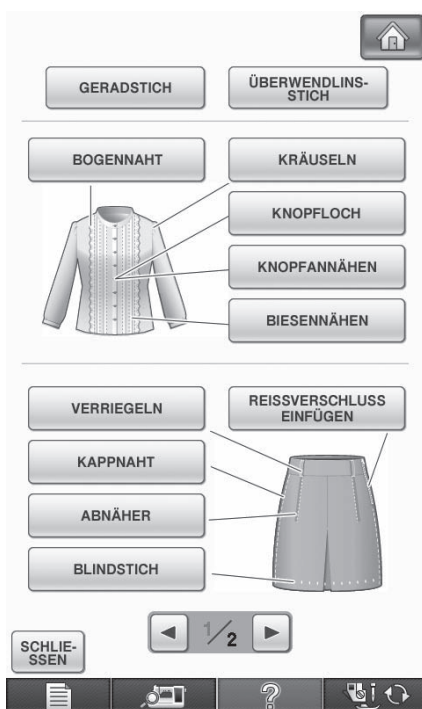 GERADSTICH
ÜBERWENDLINS-
STICH
BOGENNAHT
KRÄUSELN
KNOPFLOCH
KNOPFANNÄHEN
BIESENNÄHEN
VERRIEGELN
REISSVERSCHLUSS
EINFÜGEN
KAPPNAHT
ABNÄHER
BLINDSTICH
1/2
SCHLIE-
SSEN
?